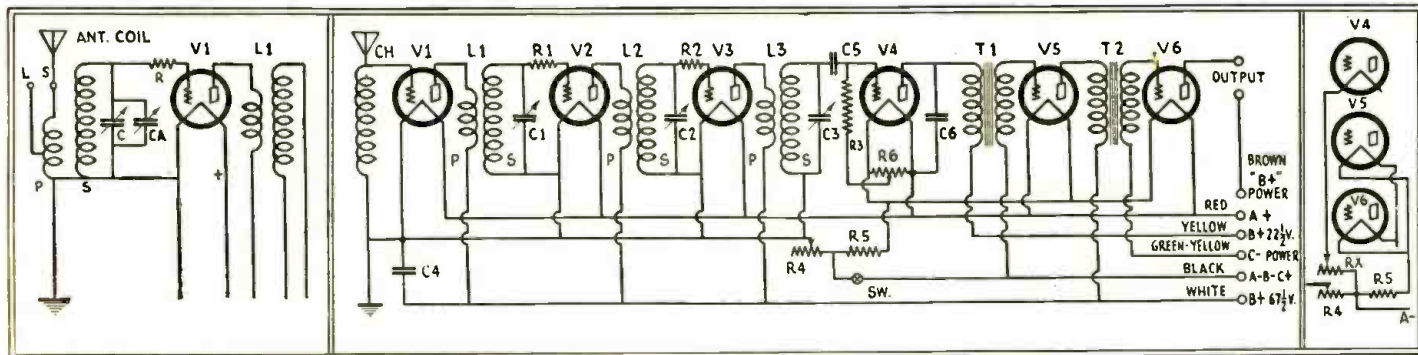 ANT. COIL
V1
L1
L
S
R
C
CA
+
P
S
CH
V1
L1
R1
V2
L2
R2
V3
L3
C5
V4
T1
V5
T2
V6
OUTPUT
C1
C2
C3
R3
C6
R6
P
S
P
S
P
BROWN
"B+"
POWER
RED
A+
YELLOW
B+ 22½V.
GREEN-YELLOW
C- POWER
R4
R5
BLACK
A-B-C+
C4
SW.
WHITE
B+ 67½V.
V4
V5
V6
RX
R5
R4
A-